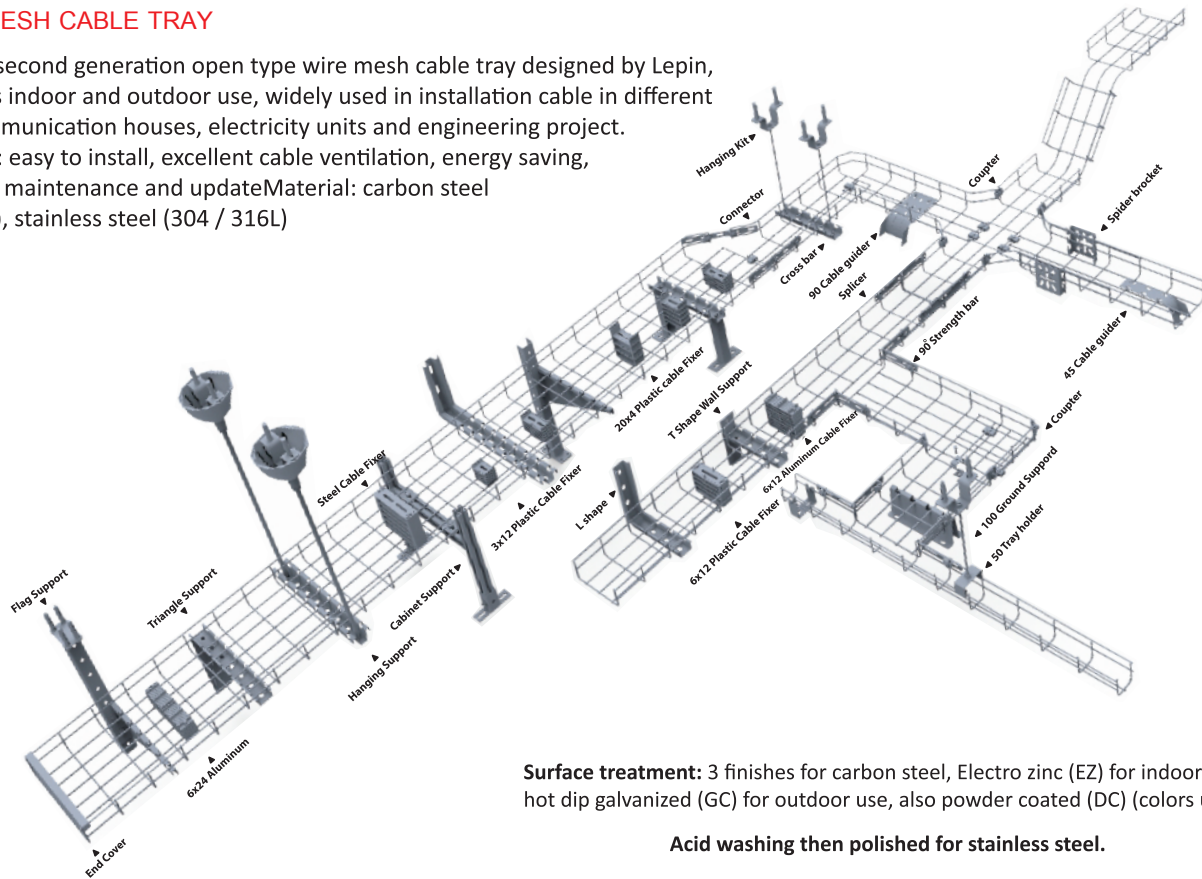 ESH CABLE TRAY
second generation open type wire mesh cable tray designed by Lepin,
s indoor and outdoor use, widely used in installation cable in different
mmunication houses, electricity units and engineering project.
: easy to install, excellent cable ventilation, energy saving,
maintenance and updateMaterial: carbon steel
), stainless steel (304 / 316L)
Hanging Kit
Connector
Coupter
Spider brocket
Cross bar
90 Cable guider
Splicer
90° Strength bar
45 Cable guider
20x4 Plastic cable Fixer
T Shape Wall Support
Coupter
6x12 Aluminum Cable Fixer
Steel Cable Fixer
3x12 Plastic Cable Fixer
L shape
6x12 Plastic Cable Fixer
100 Ground Suppord
50 Tray holder
Flag Support
Triangle Support
Cabinet Support
Hanging Support
6x24 Aluminum
End Cover
Surface treatment: 3 finishes for carbon steel, Electro zinc (EZ) for indoor
hot dip galvanized (GC) for outdoor use, also powder coated (DC) (colors u
Acid washing then polished for stainless steel.